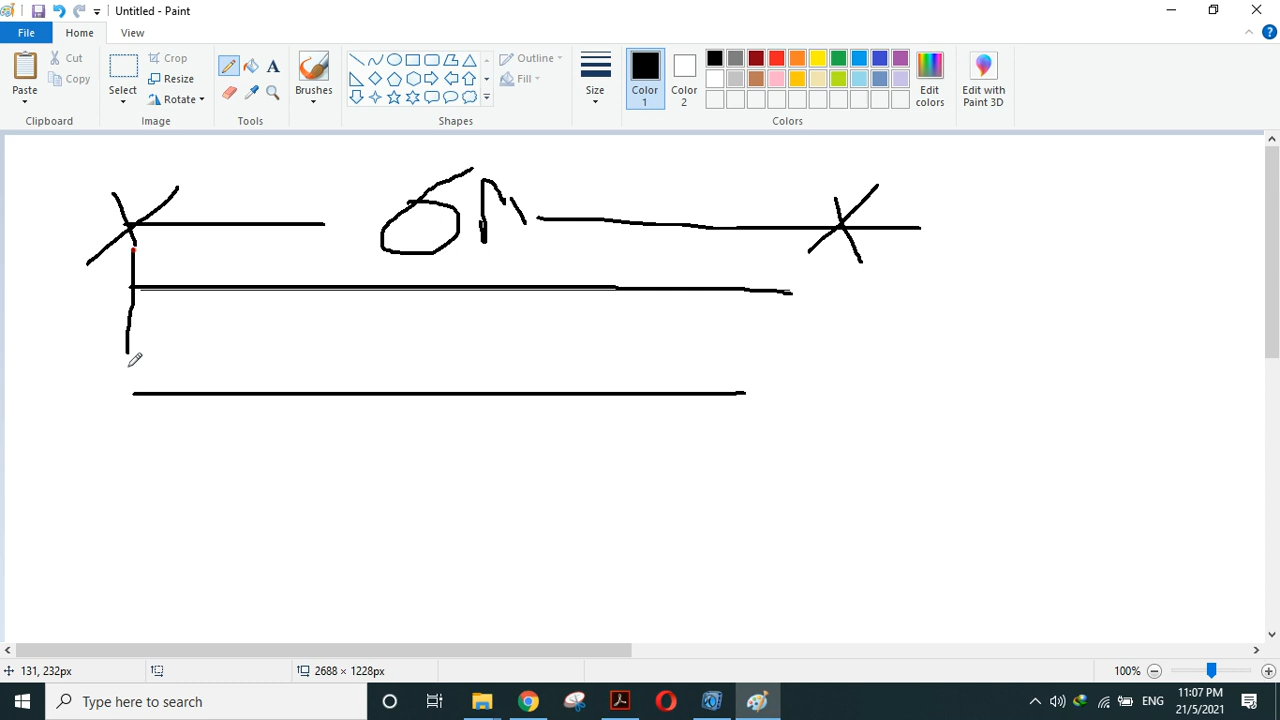 Untitled - Paint
File Home View
Paste
Cut
Copy
Select
Crop
Resize
Rotate
A
Brushes
Outline
Fill
Size
Color 1
Color 2
Edit colors
Edit with Paint 3D
Clipboard Image Tools Shapes Colors
6M
131, 232px 2688 × 1228px 100%
Type here to search
ENG
11:07 PM
21/5/2021